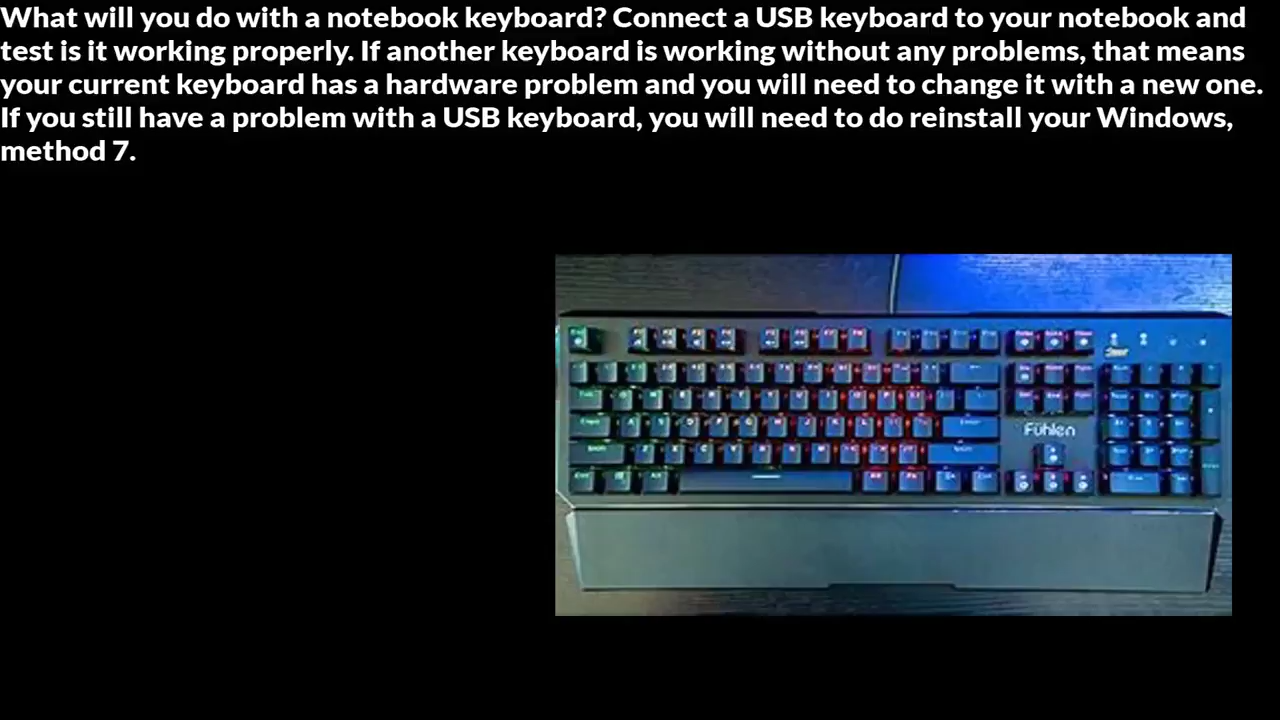 What will you do with a notebook keyboard? Connect a USB keyboard to your notebook and
test is it working properly. If another keyboard is working without any problems, that means
your current keyboard has a hardware problem and you will need to change it with a new one.
If you still have a problem with a USB keyboard, you will need to do reinstall your Windows,
method 7.
Fühlen